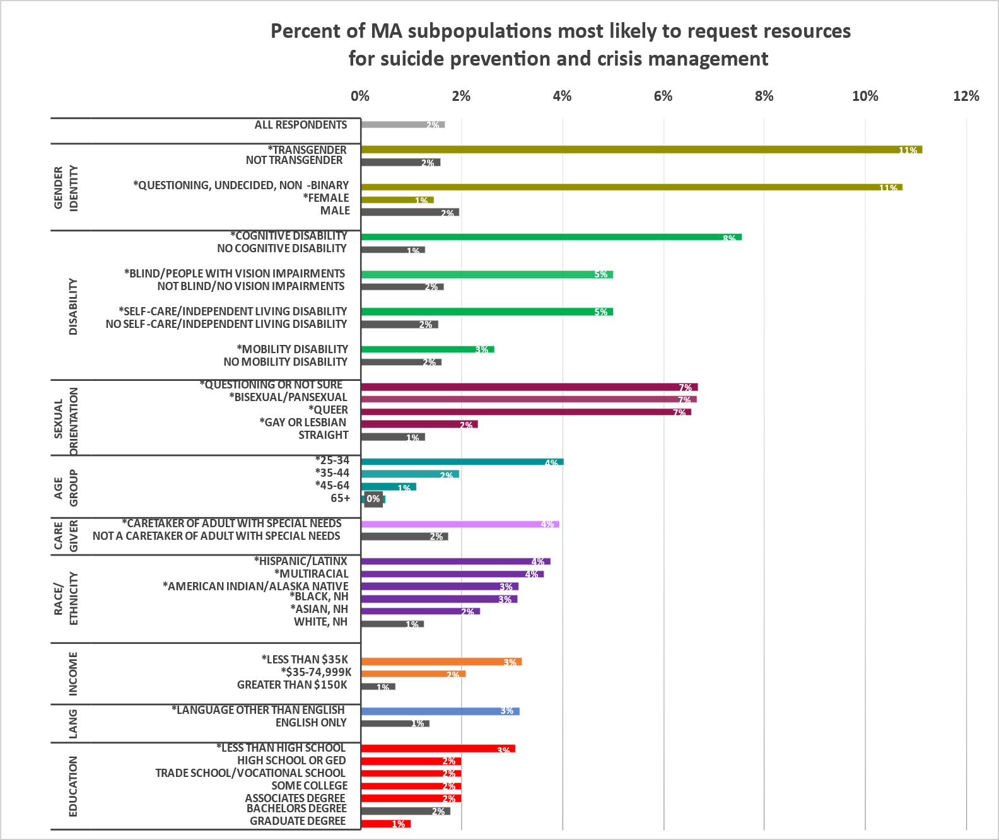 Percent of MA subpopulations most likely to request resources
for suicide prevention and crisis management
0% 2% 4% 6% 8% 10% 12%
ALL RESPONDENTS 2%
GENDER
IDENTITY
*TRANSGENDER 11%
NOT TRANSGENDER 2%
*QUESTIONING, UNDECIDED, NON -BINARY 11%
*FEMALE 1%
MALE 2%
DISABILITY
*COGNITIVE DISABILITY 8%
NO COGNITIVE DISABILITY 1%
*BLIND/PEOPLE WITH VISION IMPAIRMENTS 5%
NOT BLIND/NO VISION IMPAIRMENTS 2%
*SELF-CARE/INDEPENDENT LIVING DISABILITY 5%
NO SELF-CARE/INDEPENDENT LIVING DISABILITY 2%
*MOBILITY DISABILITY 3%
NO MOBILITY DISABILITY 2%
SEXUAL
ORIENTATION
*QUESTIONING OR NOT SURE 7%
*BISEXUAL/PANSEXUAL 7%
*QUEER 7%
*GAY OR LESBIAN 2%
STRAIGHT 1%
AGE
GROUP
*25-34 4%
*35-44 2%
*45-64 1%
65+ 0%
CARE
GIVER
*CARETAKER OF ADULT WITH SPECIAL NEEDS 4%
NOT A CARETAKER OF ADULT WITH SPECIAL NEEDS 2%
RACE/
ETHNICITY
*HISPANIC/LATINX 4%
*MULTIRACIAL 4%
*AMERICAN INDIAN/ALASKA NATIVE 3%
*BLACK, NH 3%
*ASIAN, NH 2%
WHITE, NH 1%
INCOME
*LESS THAN $35K 3%
*$35-74,999K 2%
GREATER THAN $150K 1%
LANG
*LANGUAGE OTHER THAN ENGLISH 3%
ENGLISH ONLY 1%
EDUCATION
*LESS THAN HIGH SCHOOL 3%
HIGH SCHOOL OR GED 2%
TRADE SCHOOL/VOCATIONAL SCHOOL 2%
SOME COLLEGE 2%
ASSOCIATES DEGREE 2%
BACHELORS DEGREE 2%
GRADUATE DEGREE 1%